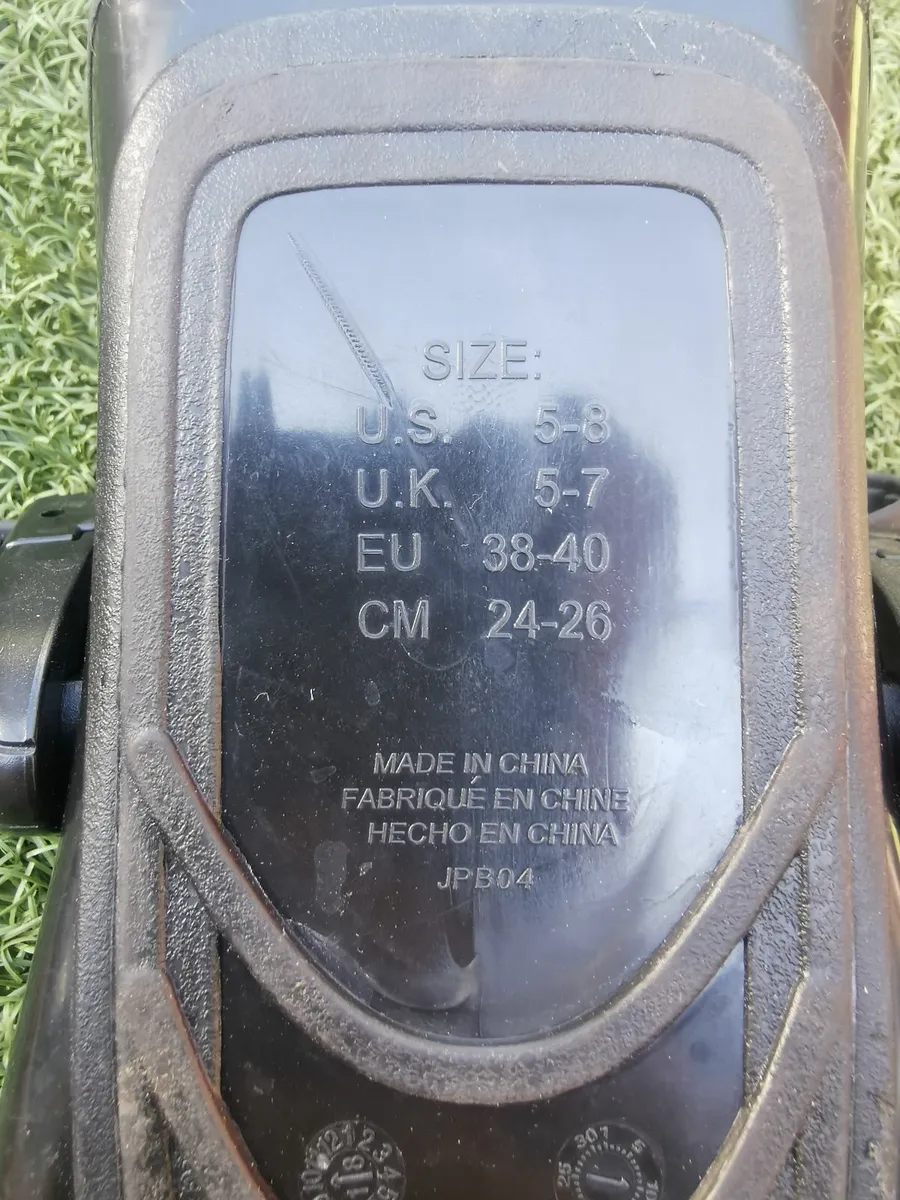 SIZE:
U.S. 5-8
U.K. 5-7
EU 38-40
CM 24-26
MADE IN CHINA
FABRIQUÉ EN CHINE
HECHO EN CHINA
JPB04